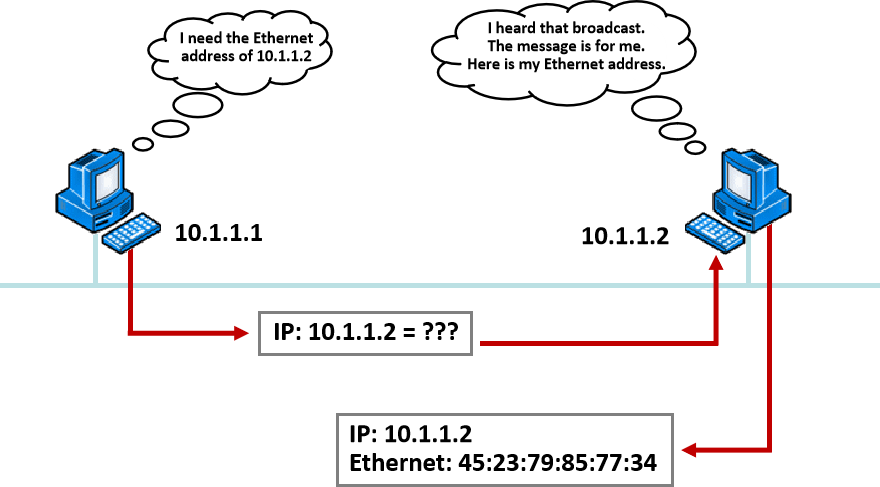 I need the Ethernet
address of 10.1.1.2
I heard that broadcast.
The message is for me.
Here is my Ethernet address.
10.1.1.1
10.1.1.2
IP: 10.1.1.2 = ???
IP: 10.1.1.2
Ethernet: 45:23:79:85:77:34